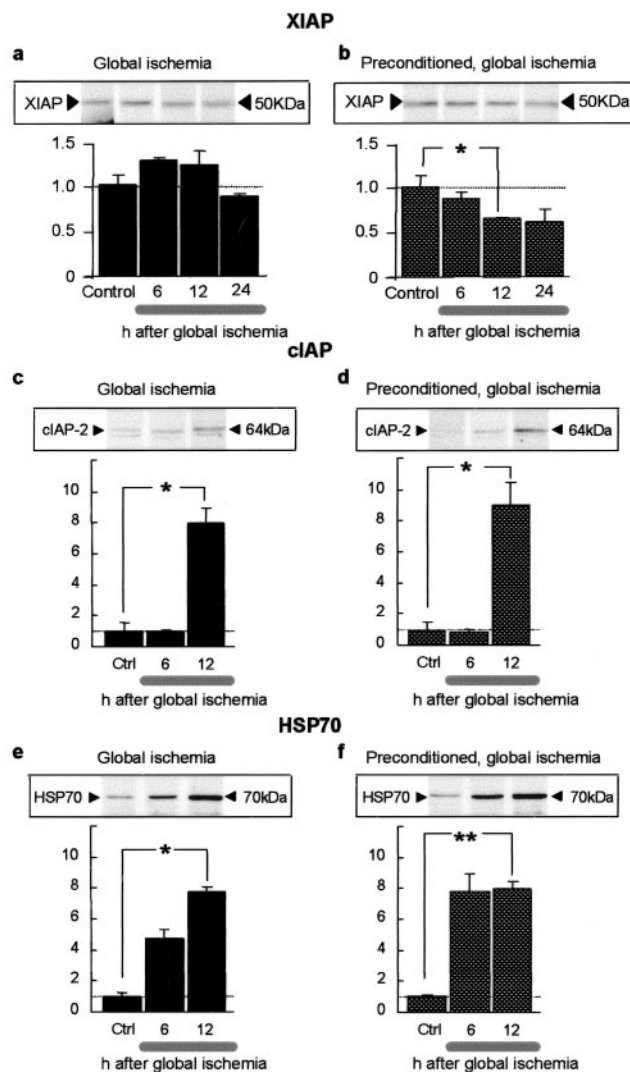 XIAP
a
Global ischemia
XIAP 50KDa
1.5
1.0
0.5
0
Control 6 12 24
h after global ischemia
b
Preconditioned, global ischemia
XIAP 50KDa
1.5
1.0
0.5
0
*
Control 6 12 24
h after global ischemia
cIAP
c
Global ischemia
cIAP-2 64kDa
10
8
6
4
2
0
*
Ctrl 6 12
h after global ischemia
d
Preconditioned, global ischemia
cIAP-2 64kDa
10
8
6
4
2
0
*
Ctrl 6 12
h after global ischemia
HSP70
e
Global ischemia
HSP70 70kDa
10
8
6
4
2
0
*
Ctrl 6 12
h after global ischemia
f
Preconditioned, global ischemia
HSP70 70kDa
10
8
6
4
2
0
**
Ctrl 6 12
h after global ischemia